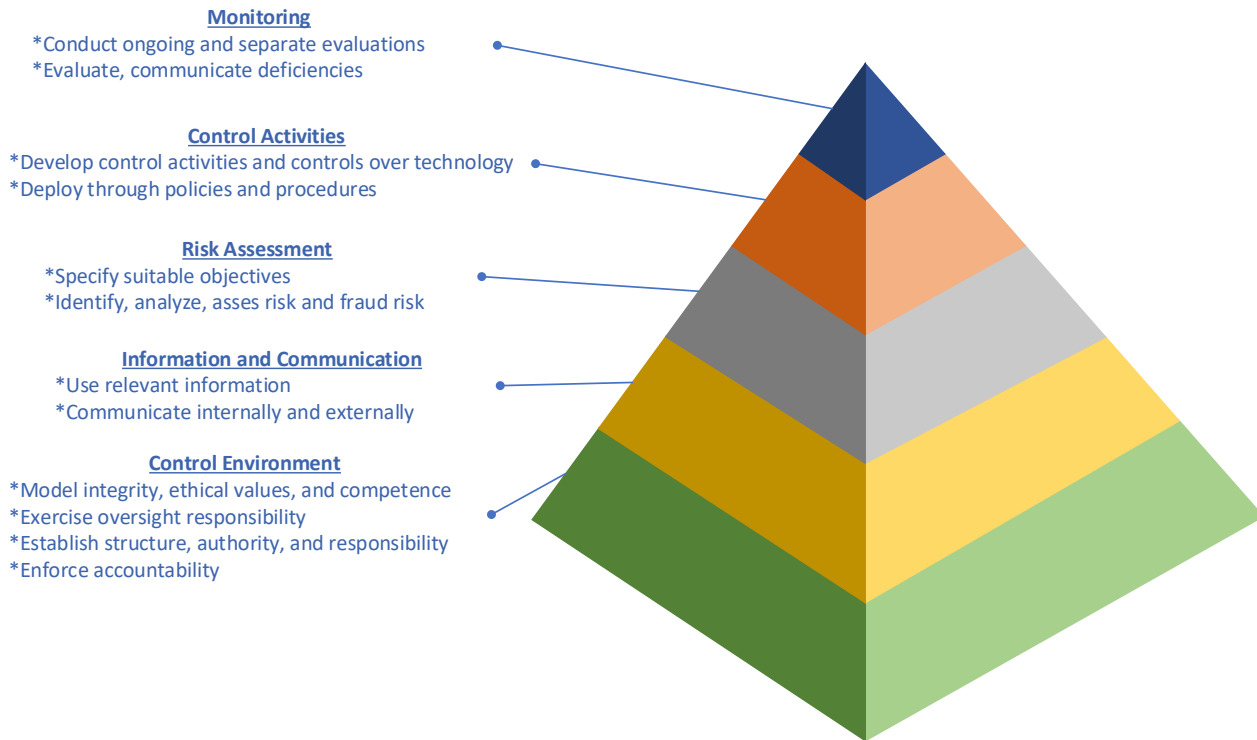 Monitoring
*Conduct ongoing and separate evaluations
*Evaluate, communicate deficiencies
Control Activities
*Develop control activities and controls over technology
*Deploy through policies and procedures
Risk Assessment
*Specify suitable objectives
*Identify, analyze, asses risk and fraud risk
Information and Communication
*Use relevant information
*Communicate internally and externally
Control Environment
*Model integrity, ethical values, and competence
*Exercise oversight responsibility
*Establish structure, authority, and responsibility
*Enforce accountability